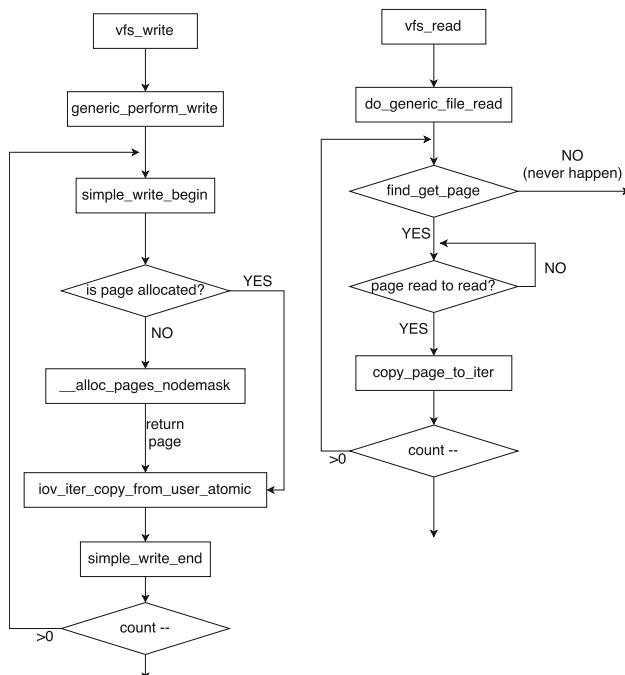 vfs_write
generic_perform_write
simple_write_begin
is page allocated?
YES
NO
__alloc_pages_nodemask
return
page
iov_iter_copy_from_user_atomic
simple_write_end
count --
>0
vfs_read
do_generic_file_read
NO
(never happen)
find_get_page
YES
NO
page read to read?
YES
copy_page_to_iter
count --
>0